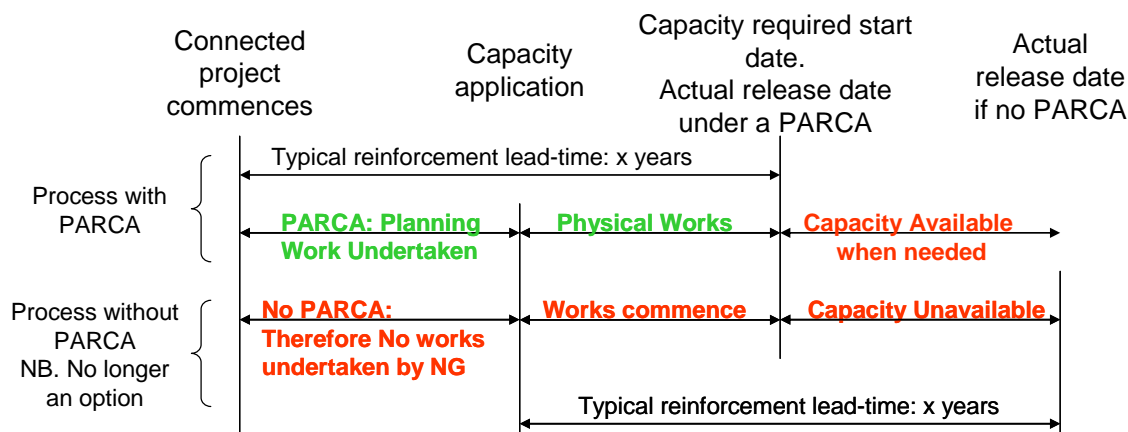 Connected
project
commences
Capacity
application
Capacity required start
date.
Actual release date
under a PARCA
Actual
release date
if no PARCA
Typical reinforcement lead-time: x years
Process with
PARCA
PARCA: Planning
Work Undertaken
Physical Works
Capacity Available
when needed
Process without
PARCA
NB. No longer
an option
No PARCA:
Therefore No works
undertaken by NG
Works commence
Capacity Unavailable
Typical reinforcement lead-time: x years